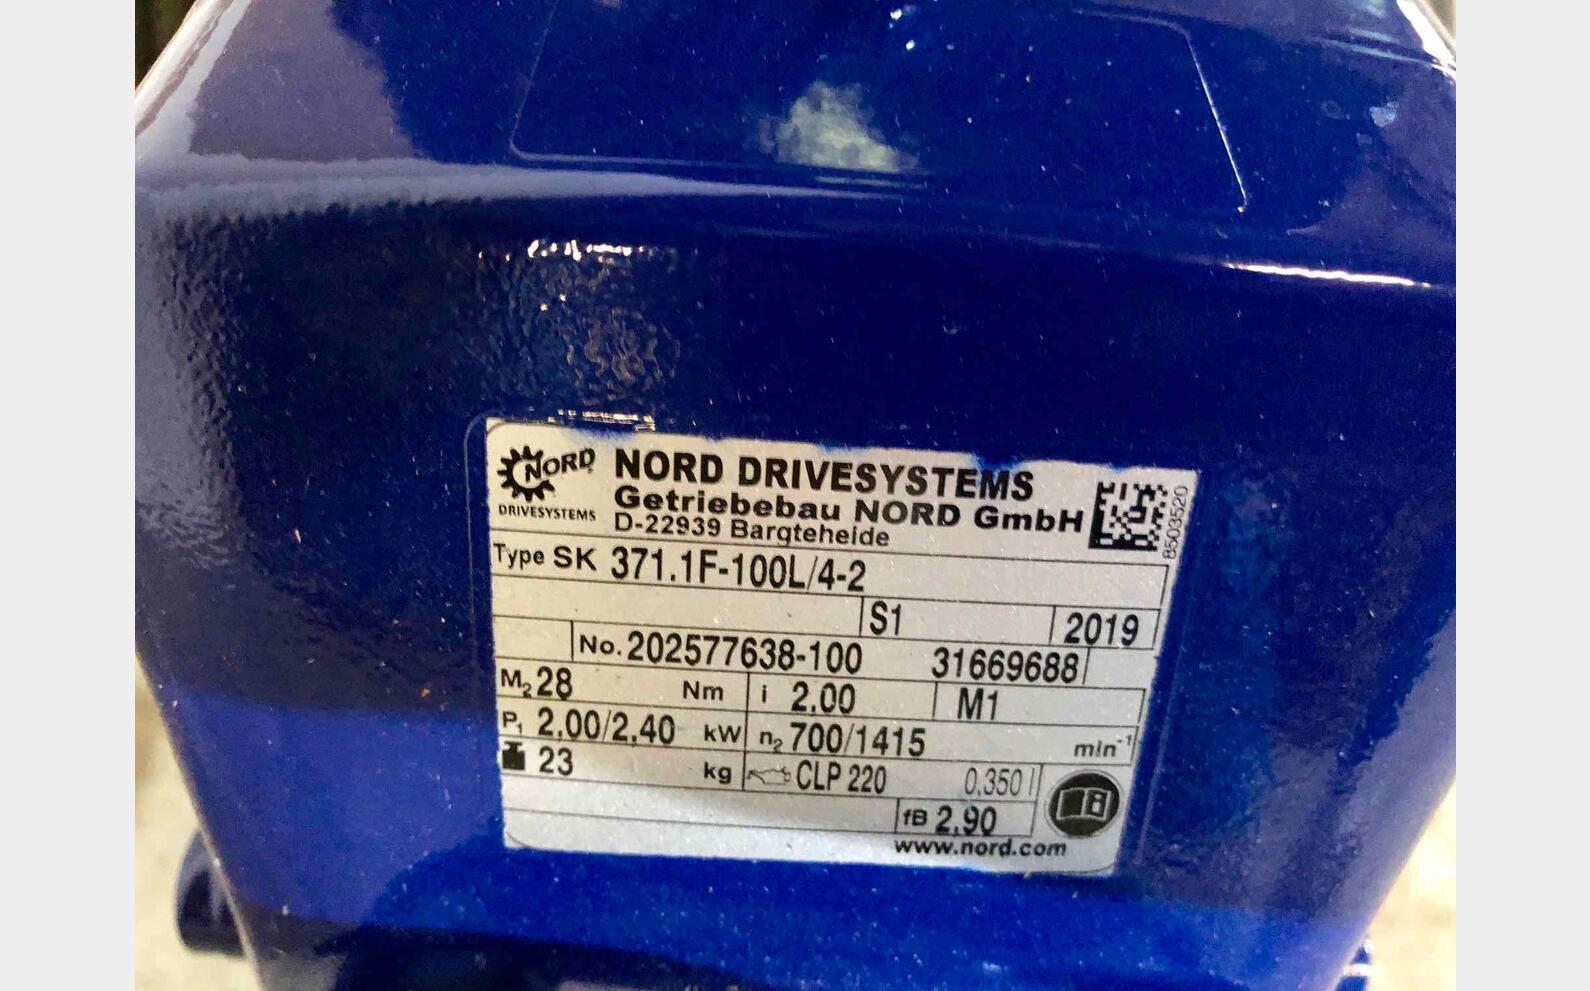 NORD
DRIVESYSTEMS
NORD DRIVESYSTEMS
Getriebebau NORD GmbH
D-22939 Bargteheide
8503520
Type SK 371.1F-100L/4-2
S1 2019
No. 202577638-100 31669688
M2 28 Nm i 2,00 M1
P1 2,00/2,40 kW n2 700/1415 min-1
23 kg CLP 220 0,350 l
fB 2,90
www.nord.com